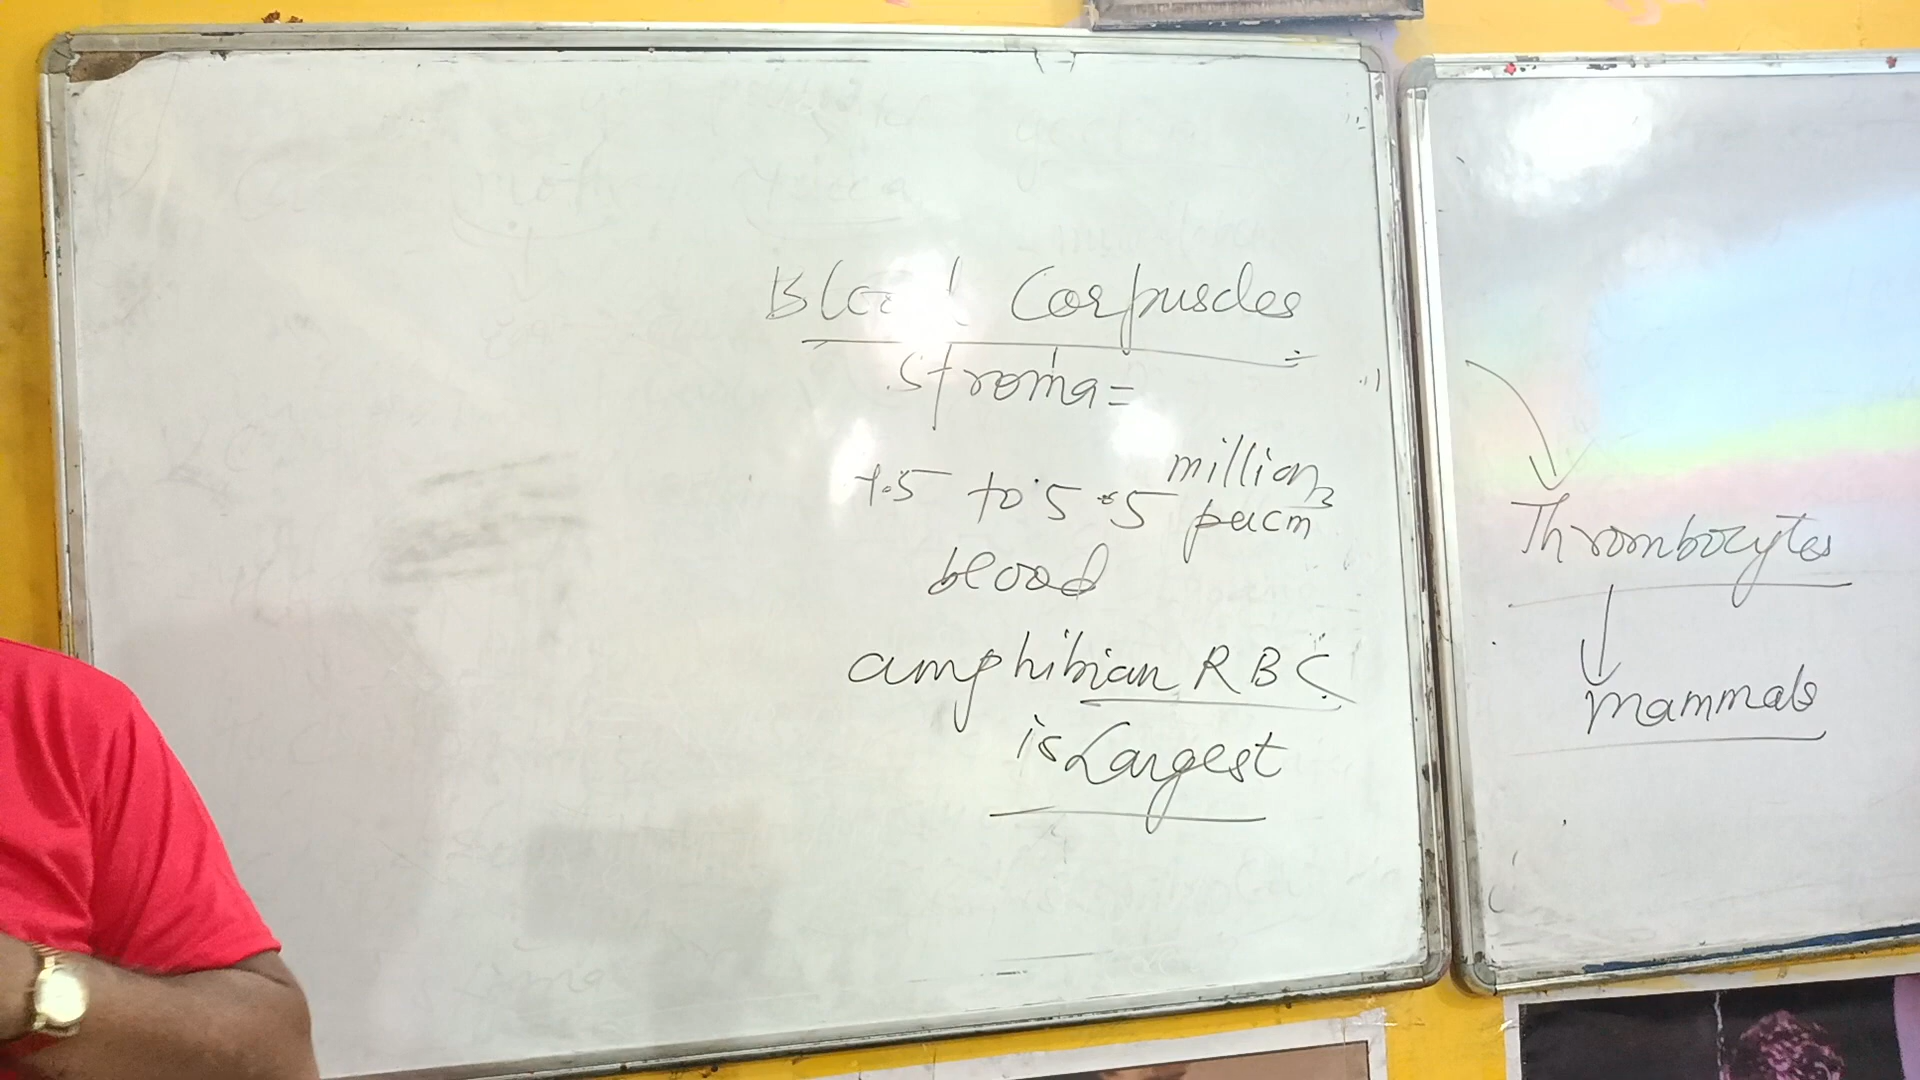 Blood Corpuscles
Stroma=
4.5 to 5.5 million
per cm3
blood
amphibian RBC
is Largest
Thrombocytes
mammals